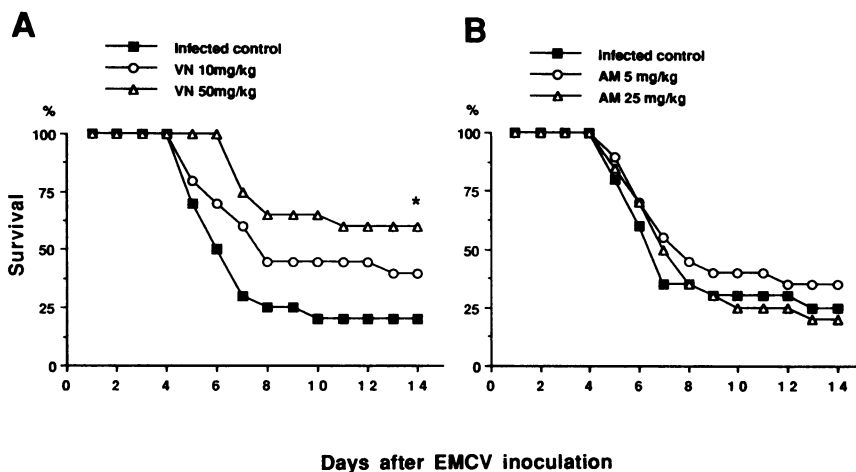 A
Infected control
VN 10mg/kg
VN 50mg/kg
%
100
75
50
25
0
Survival
*
0 2 4 6 8 10 12 14
B
Infected control
AM 5 mg/kg
AM 25 mg/kg
%
100
75
50
25
0
0 2 4 6 8 10 12 14
Days after EMCV inoculation